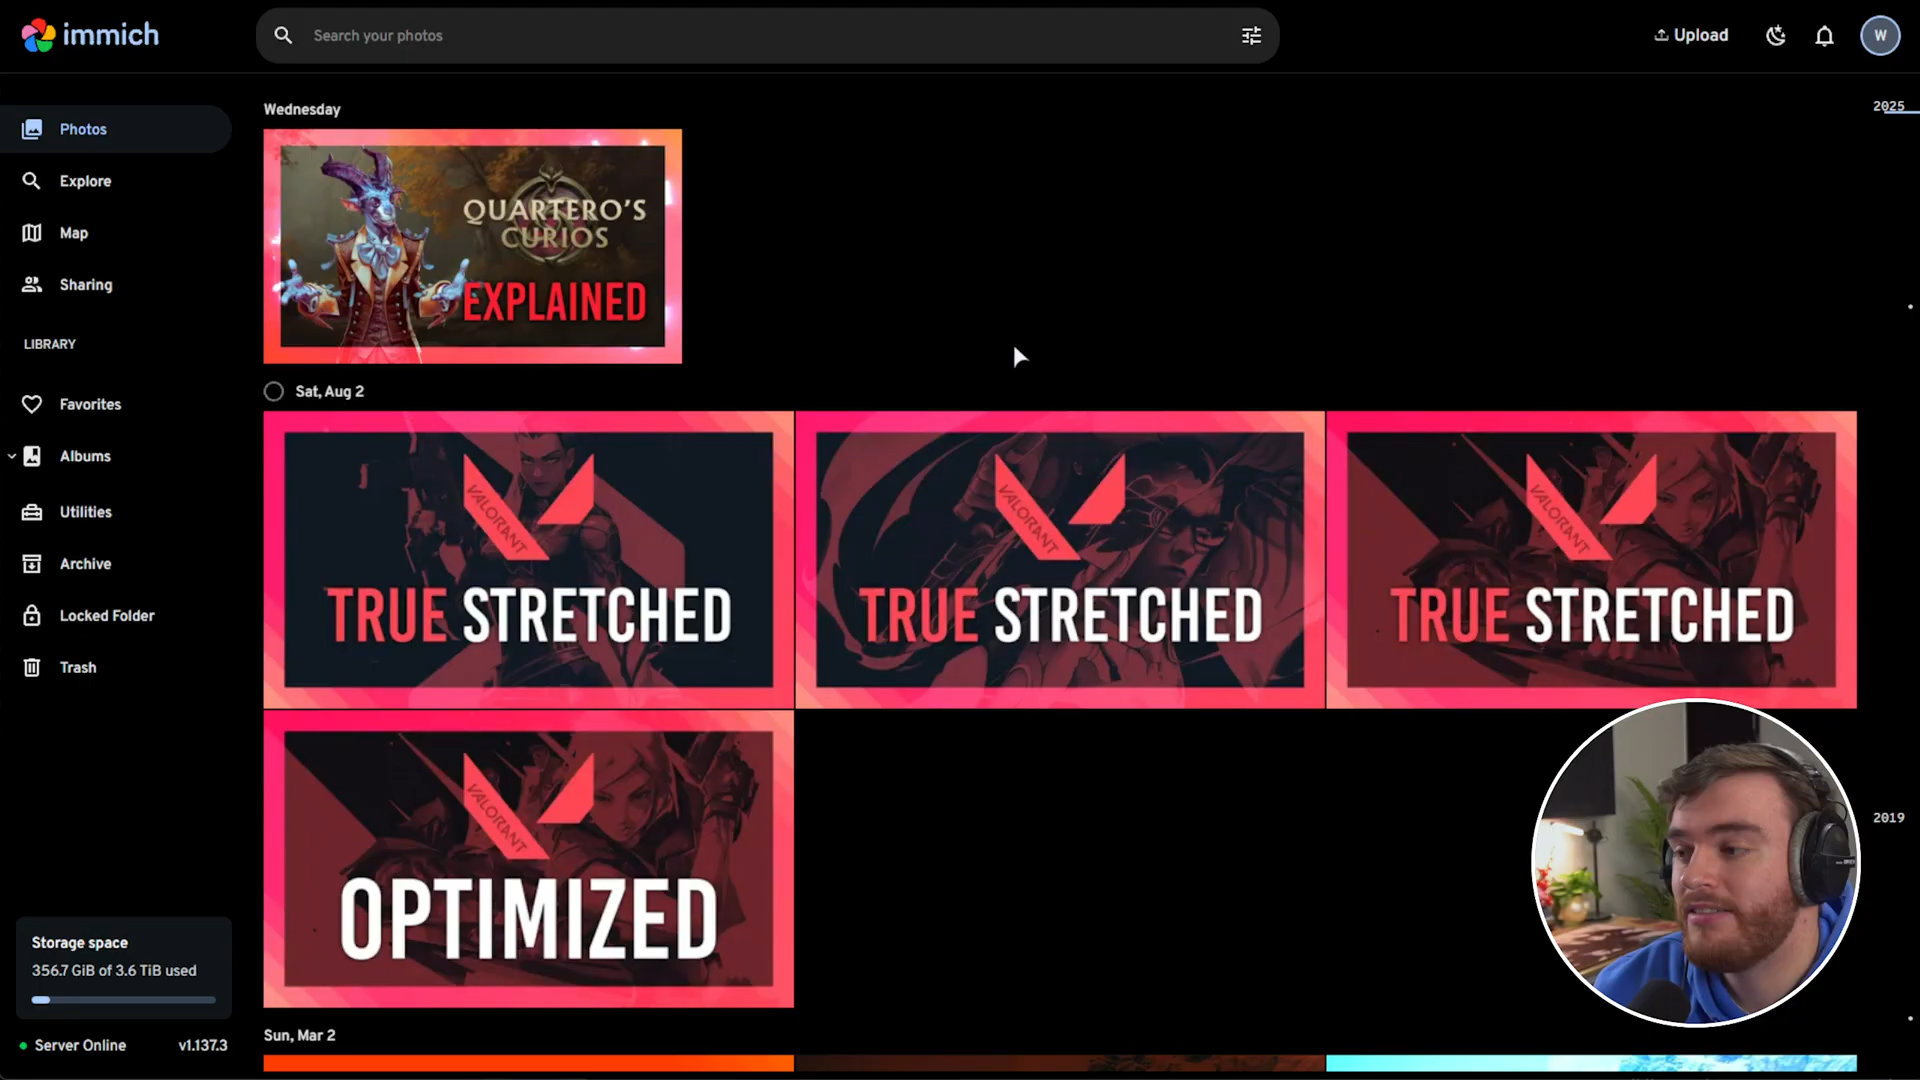 immich
Search your photos
Upload
W
Photos
Explore
Map
Sharing
LIBRARY
Favorites
Albums
Utilities
Archive
Locked Folder
Trash
Storage space
356.7 GiB of 3.6 TiB used
Server Online
v1.137.3
Wednesday
QUARTERO'S
CURIOS
EXPLAINED
Sat, Aug 2
VALORANT
TRUE STRETCHED
VALORANT
TRUE STRETCHED
VALORANT
TRUE STRETCHED
VALORANT
OPTIMIZED
Sun, Mar 2
2025
2019